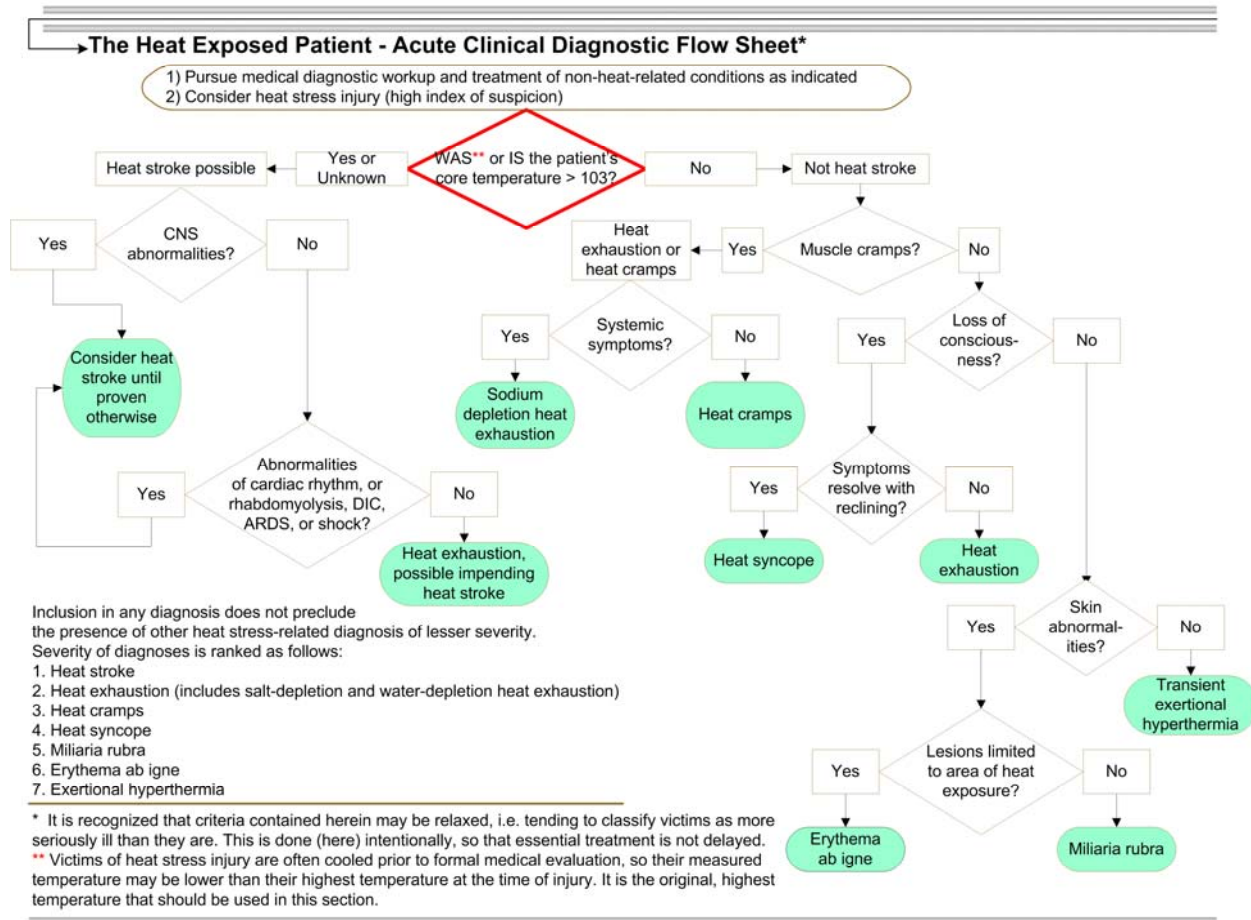 The Heat Exposed Patient - Acute Clinical Diagnostic Flow Sheet*
1) Pursue medical diagnostic workup and treatment of non-heat-related conditions as indicated
2) Consider heat stress injury (high index of suspicion)
WAS** or IS the patient's
core temperature > 103?
Yes or
Unknown
Heat stroke possible
No
Not heat stroke
CNS
abnormalities?
Yes
No
Consider heat
stroke until
proven
otherwise
Abnormalities
of cardiac rhythm, or
rhabdomyolysis, DIC,
ARDS, or shock?
Yes
No
Heat exhaustion,
possible impending
heat stroke
Muscle cramps?
Yes
No
Heat
exhaustion or
heat cramps
Systemic
symptoms?
Yes
No
Sodium
depletion heat
exhaustion
Heat cramps
Loss of
conscious-
ness?
Yes
No
Symptoms
resolve with
reclining?
Yes
No
Heat syncope
Heat
exhaustion
Skin
abnormal-
ities?
Yes
No
Transient
exertional
hyperthermia
Lesions limited
to area of heat
exposure?
Yes
No
Erythema
ab igne
Miliaria rubra
Inclusion in any diagnosis does not preclude
the presence of other heat stress-related diagnosis of lesser severity.
Severity of diagnoses is ranked as follows:
1. Heat stroke
2. Heat exhaustion (includes salt-depletion and water-depletion heat exhaustion)
3. Heat cramps
4. Heat syncope
5. Miliaria rubra
6. Erythema ab igne
7. Exertional hyperthermia
* It is recognized that criteria contained herein may be relaxed, i.e. tending to classify victims as more
seriously ill than they are. This is done (here) intentionally, so that essential treatment is not delayed.
** Victims of heat stress injury are often cooled prior to formal medical evaluation, so their measured
temperature may be lower than their highest temperature at the time of injury. It is the original, highest
temperature that should be used in this section.